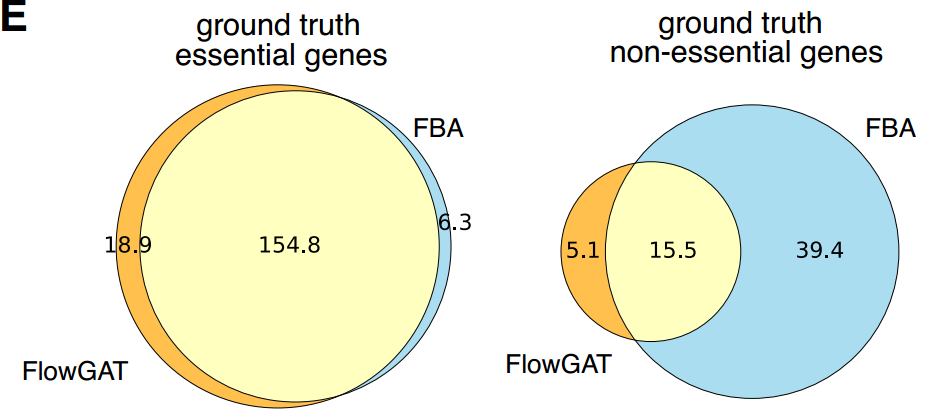 E
ground truth
essential genes
FBA
6.3
18.9
154.8
FlowGAT
ground truth
non-essential genes
FBA
5.1
15.5
39.4
FlowGAT